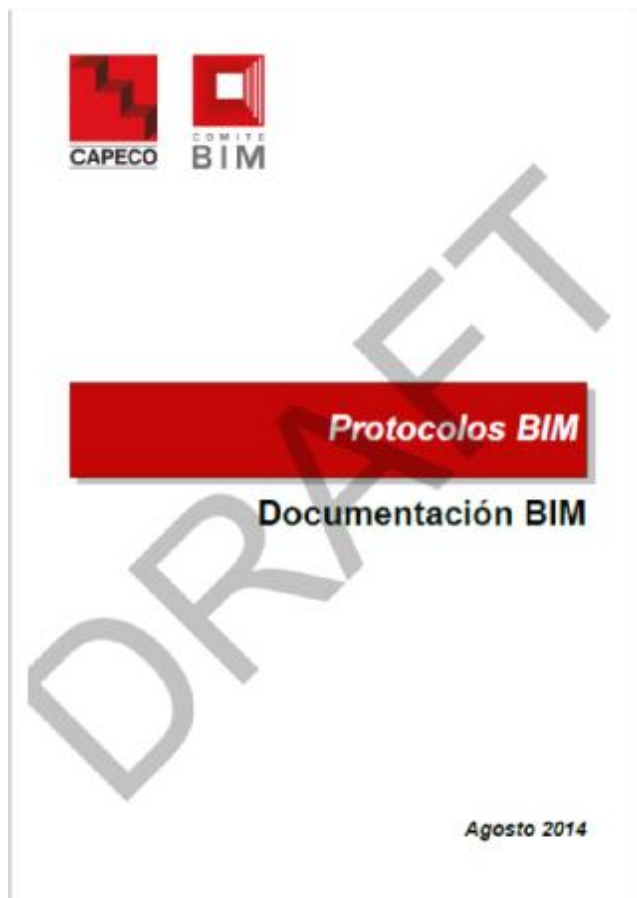 CAPECO
COMITE
BIM
Protocolos BIM
Documentación BIM
DRAFT
Agosto 2014